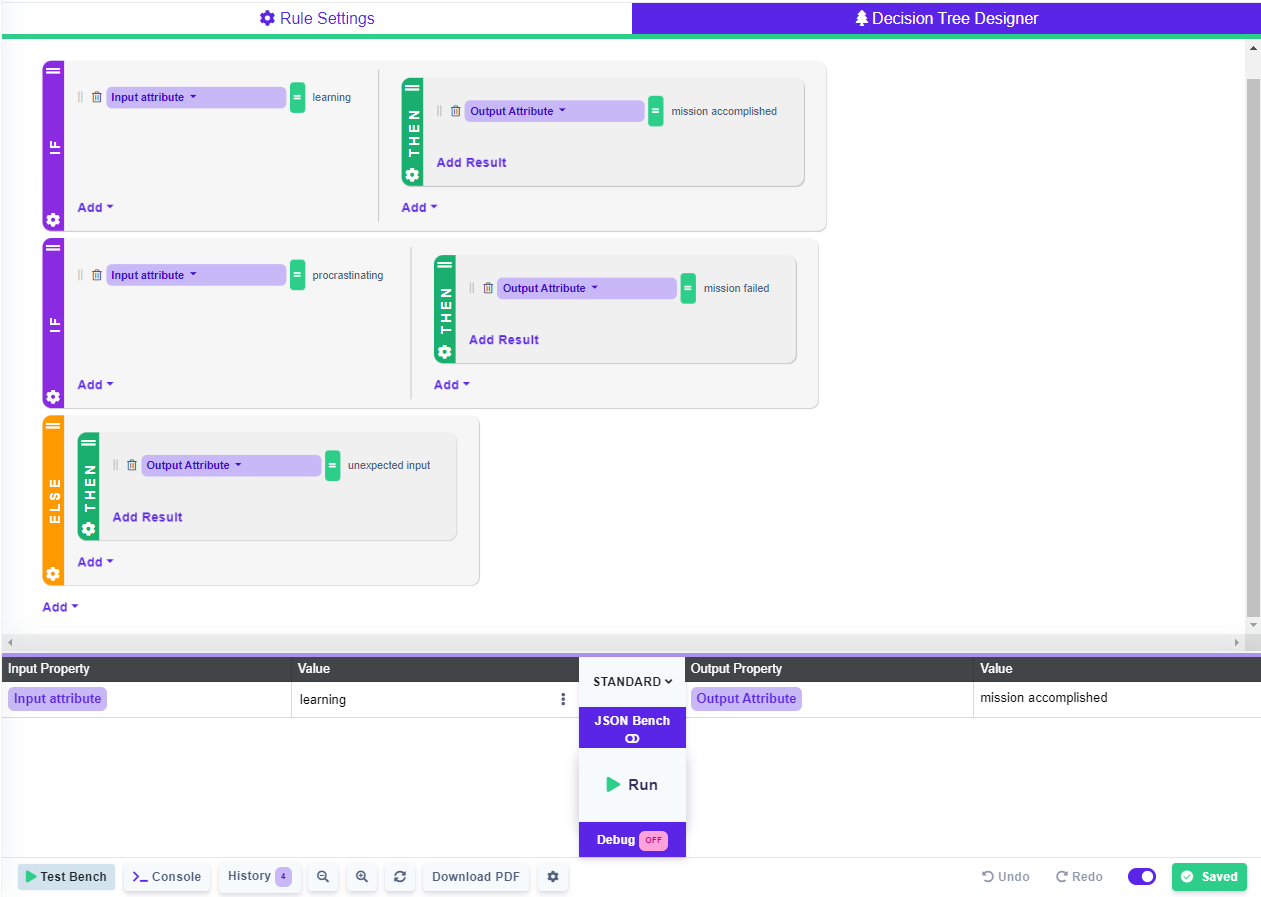 Rule Settings
Decision Tree Designer
IF
Input attribute
=
learning
THEN
Output Attribute
=
mission accomplished
Add Result
Add
Add
IF
Input attribute
=
procrastinating
THEN
Output Attribute
=
mission failed
Add Result
Add
Add
ELSE
THEN
Output Attribute
=
unexpected input
Add Result
Add
Add
Input Property
Value
STANDARD
Output Property
Value
Input attribute
learning
Output Attribute
mission accomplished
JSON Bench
Run
Debug OFF
Test Bench
Console
History 4
Download PDF
Undo
Redo
Saved